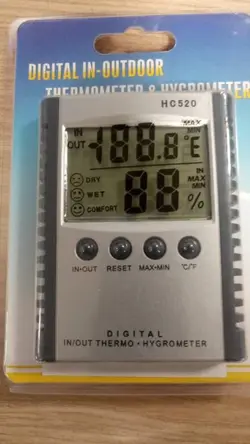 DIGITAL IN-OUTDOOR
THERMOMETER & HYGROMETER
HC520
IN
OUT
-188.8°E
MAX
MIN
DRY
WET
COMFORT
88%
IN
MAX
MIN
IN•OUT RESET MAX•MIN °C/°F
DIGITAL
IN/OUT THERMO • HYGROMETER